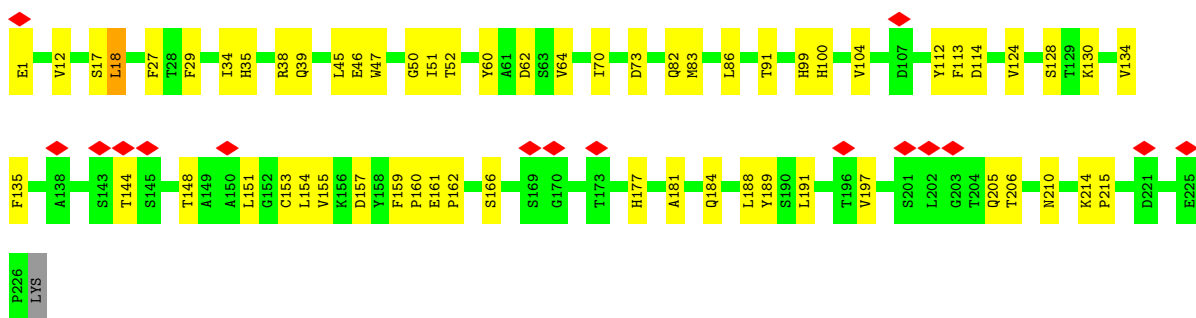 E1 V12 S17 L18 F27 T28 F29 I34 H35 R38 Q39 L45 E46 W47 G50 I51 T52 Y60 A61 D62 S63 V64 I70 D73 Q82 M83 L86 T91 H99 H100 V104 D107 Y112 F113 D114 V124 S128 T129 K130 V134
F135 A138 S143 T144 S145 T148 A149 A150 L151 G152 C153 L154 V155 K156 D157 Y158 F159 P160 E161 P162 S166 S169 G170 T173 H177 A181 Q184 L188 Y189 S190 L191 T196 V197 S201 L202 G203 T204 Q205 T206 N210 K214 P215 D221 E225
P226 LYS